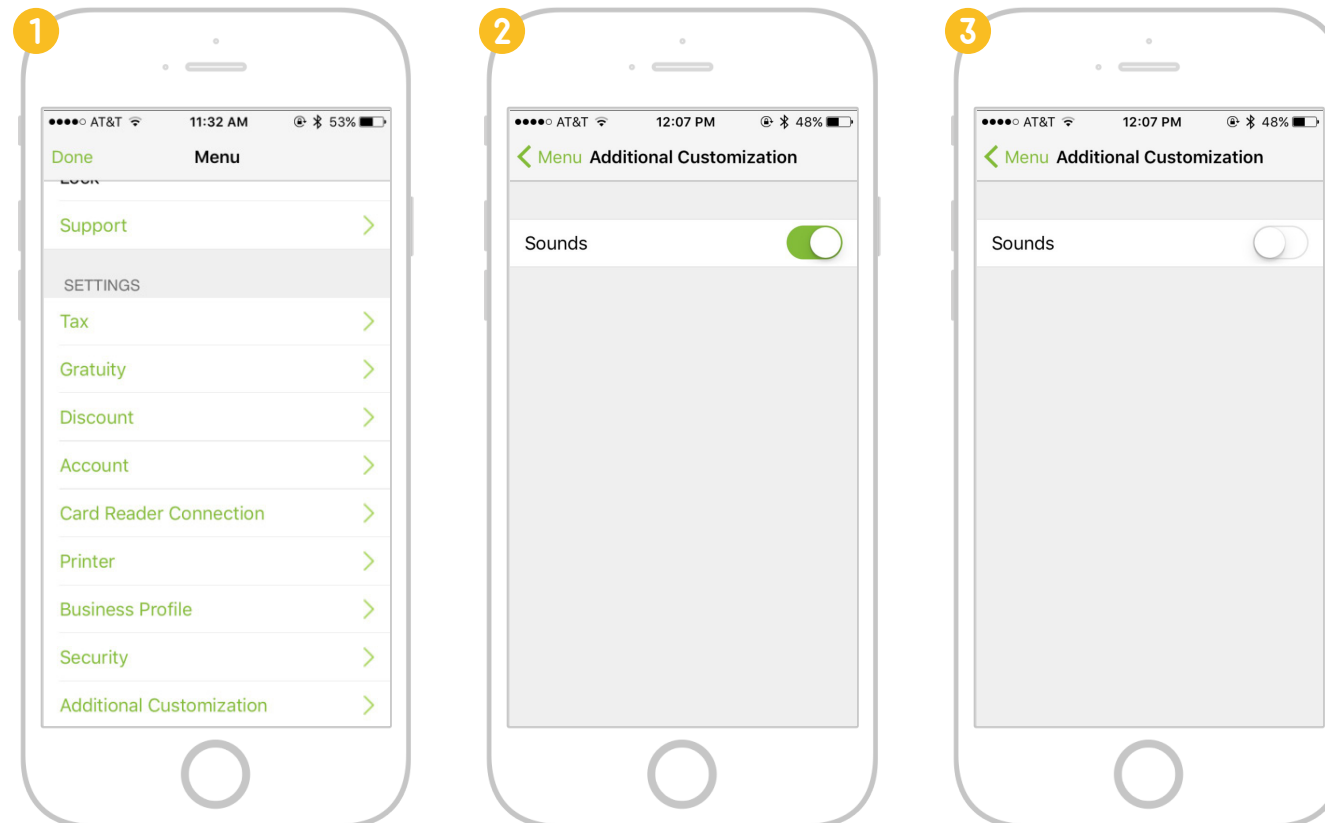 1
AT&T 11:32 AM 53%
Done Menu
Lock
Support
SETTINGS
Tax
Gratuity
Discount
Account
Card Reader Connection
Printer
Business Profile
Security
Additional Customization
2
AT&T 12:07 PM 48%
Menu Additional Customization
Sounds
3
AT&T 12:07 PM 48%
Menu Additional Customization
Sounds